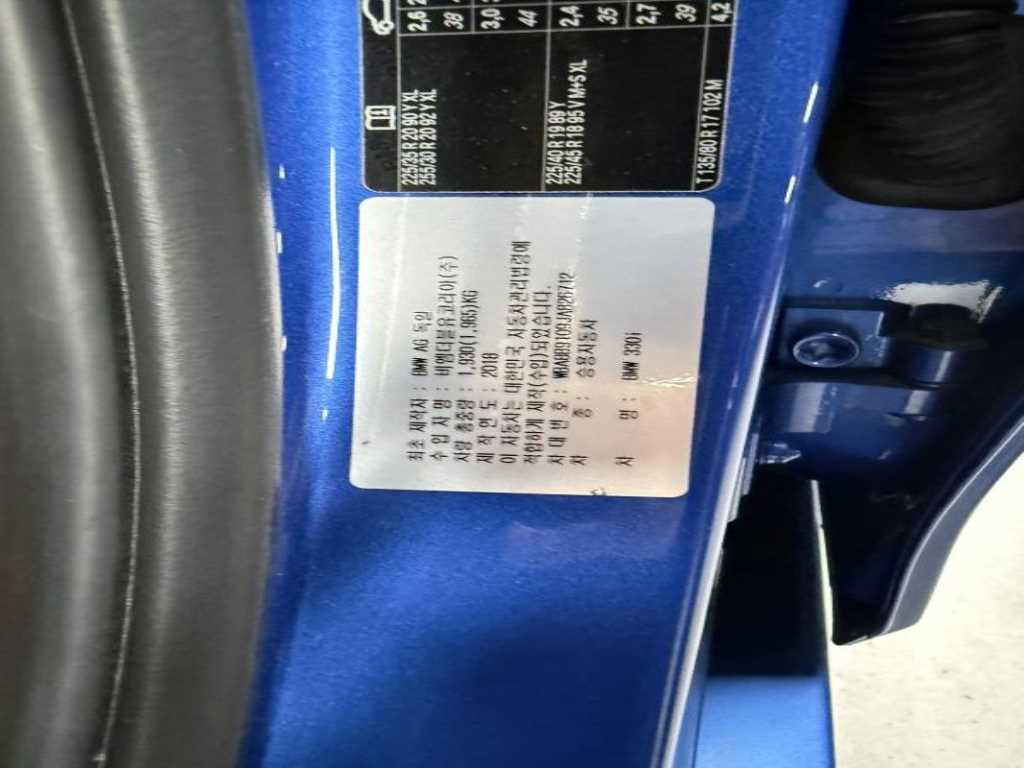 225/35 R 20 90 Y XL
255/30 R 20 92 Y XL
225/40 R 19 89 Y
225/45 R 18 95 V M+S XL
T 135/80 R 17 102 M
2,6 2
38
3,0
44
2,4
35
2,7
39
4,2
최초 제작자 : BMW AG 독일
수 입 자 명 : 비엠더블유코리아(주)
차량 총중량 : 1,930(1,965)KG
제 작 연 도 : 2018
이 자동차는 대한민국 자동차관리법령에
적합하게 제작(수입)되었습니다.
차 대 번 호 :
차 종 : 승용자동차
차 명 : BMW 330i